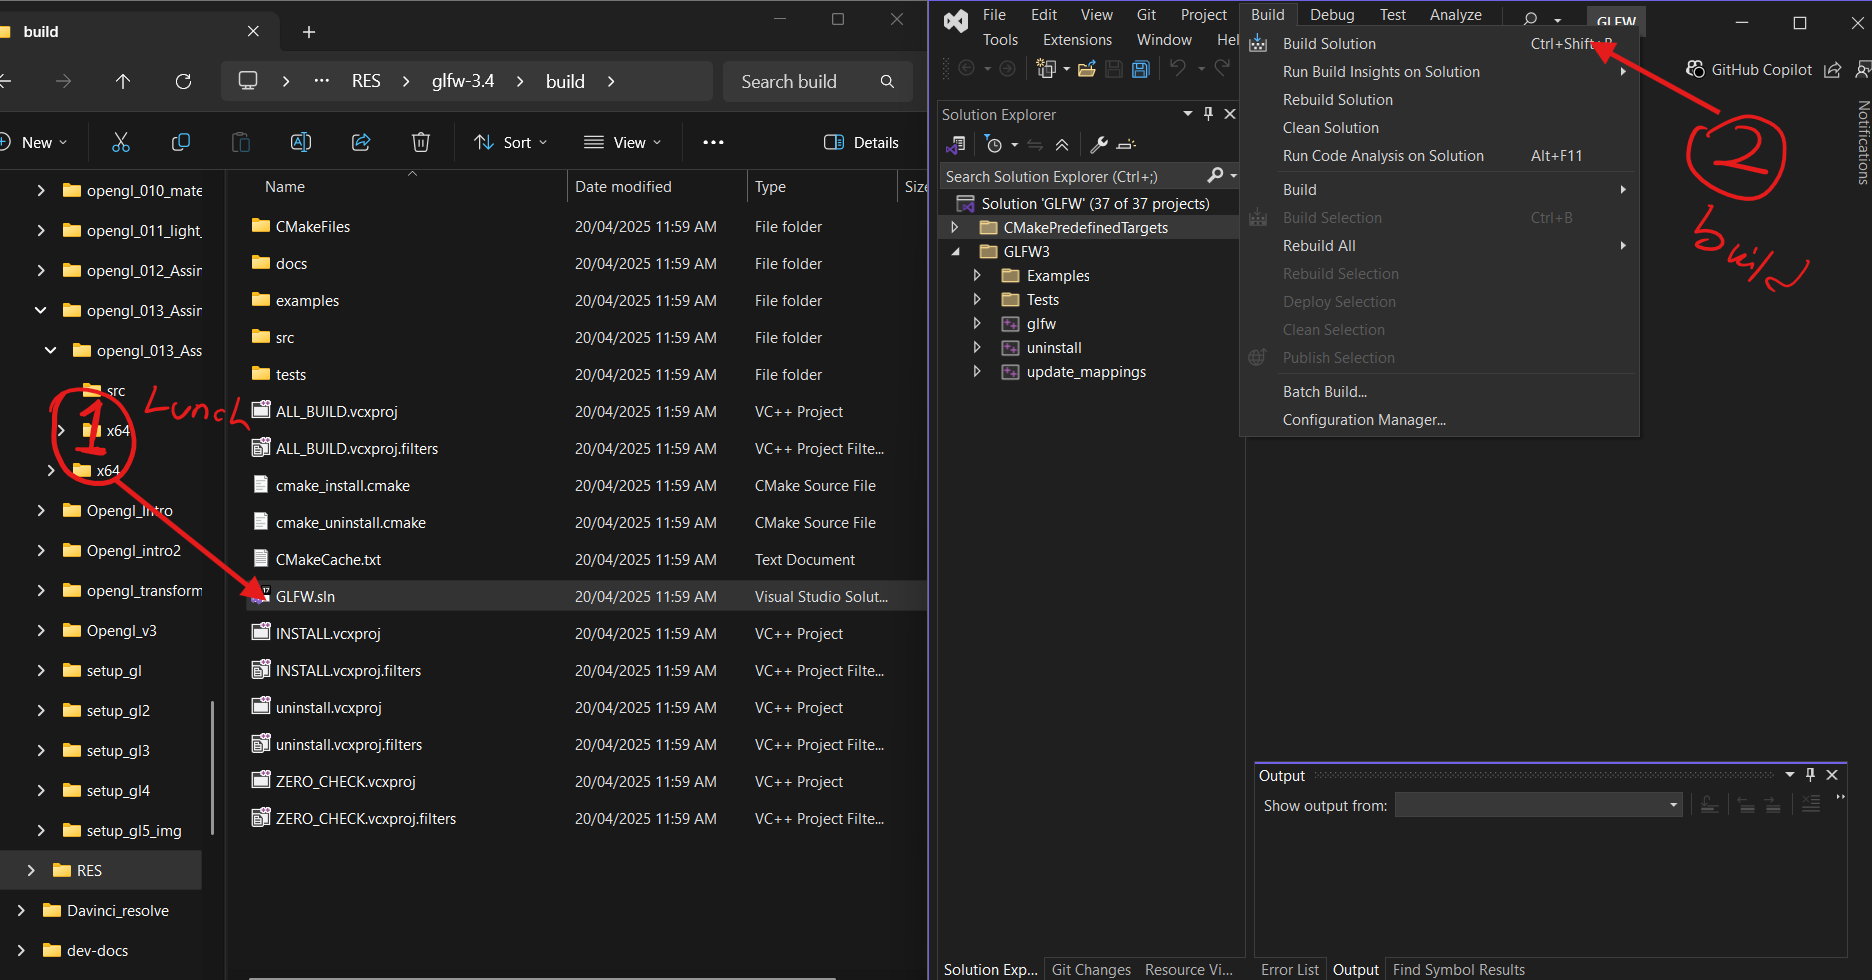 build
New
Sort
View
Details
RES
glfw-3.4
build
Search build
Name
Date modified
Type
Size
opengl_010_mate
opengl_011_light_
opengl_012_Assin
opengl_013_Assin
opengl_013_Ass
src
x64
x64
Opengl_Intro
Opengl_intro2
opengl_transform
Opengl_v3
setup_gl
setup_gl2
setup_gl3
setup_gl4
setup_gl5_img
RES
Davinci_resolve
dev-docs
1
Lunch
CMakeFiles 20/04/2025 11:59 AM File folder
docs 20/04/2025 11:59 AM File folder
examples 20/04/2025 11:59 AM File folder
src 20/04/2025 11:59 AM File folder
tests 20/04/2025 11:59 AM File folder
ALL_BUILD.vcxproj 20/04/2025 11:59 AM VC++ Project
ALL_BUILD.vcxproj.filters 20/04/2025 11:59 AM VC++ Project Filte...
cmake_install.cmake 20/04/2025 11:59 AM CMake Source File
cmake_uninstall.cmake 20/04/2025 11:59 AM CMake Source File
CMakeCache.txt 20/04/2025 11:59 AM Text Document
GLFW.sln 20/04/2025 11:59 AM Visual Studio Solut...
INSTALL.vcxproj 20/04/2025 11:59 AM VC++ Project
INSTALL.vcxproj.filters 20/04/2025 11:59 AM VC++ Project Filte...
uninstall.vcxproj 20/04/2025 11:59 AM VC++ Project
uninstall.vcxproj.filters 20/04/2025 11:59 AM VC++ Project Filte...
ZERO_CHECK.vcxproj 20/04/2025 11:59 AM VC++ Project
ZERO_CHECK.vcxproj.filters 20/04/2025 11:59 AM VC++ Project Filte...
File Edit View Git Project Build Debug Test Analyze
Tools Extensions Window Hel
GLFW
GitHub Copilot
Notifications
Solution Explorer
Search Solution Explorer (Ctrl+;)
Solution 'GLFW' (37 of 37 projects)
CMakePredefinedTargets
GLFW3
Examples
Tests
glfw
uninstall
update_mappings
Build Solution Ctrl+Shift+B
Run Build Insights on Solution
Rebuild Solution
Clean Solution
Run Code Analysis on Solution Alt+F11
Build
Build Selection Ctrl+B
Rebuild All
Rebuild Selection
Deploy Selection
Clean Selection
Publish Selection
Batch Build...
Configuration Manager...
2
build
Output
Show output from:
Solution Exp... Git Changes Resource Vi...
Error List Output Find Symbol Results